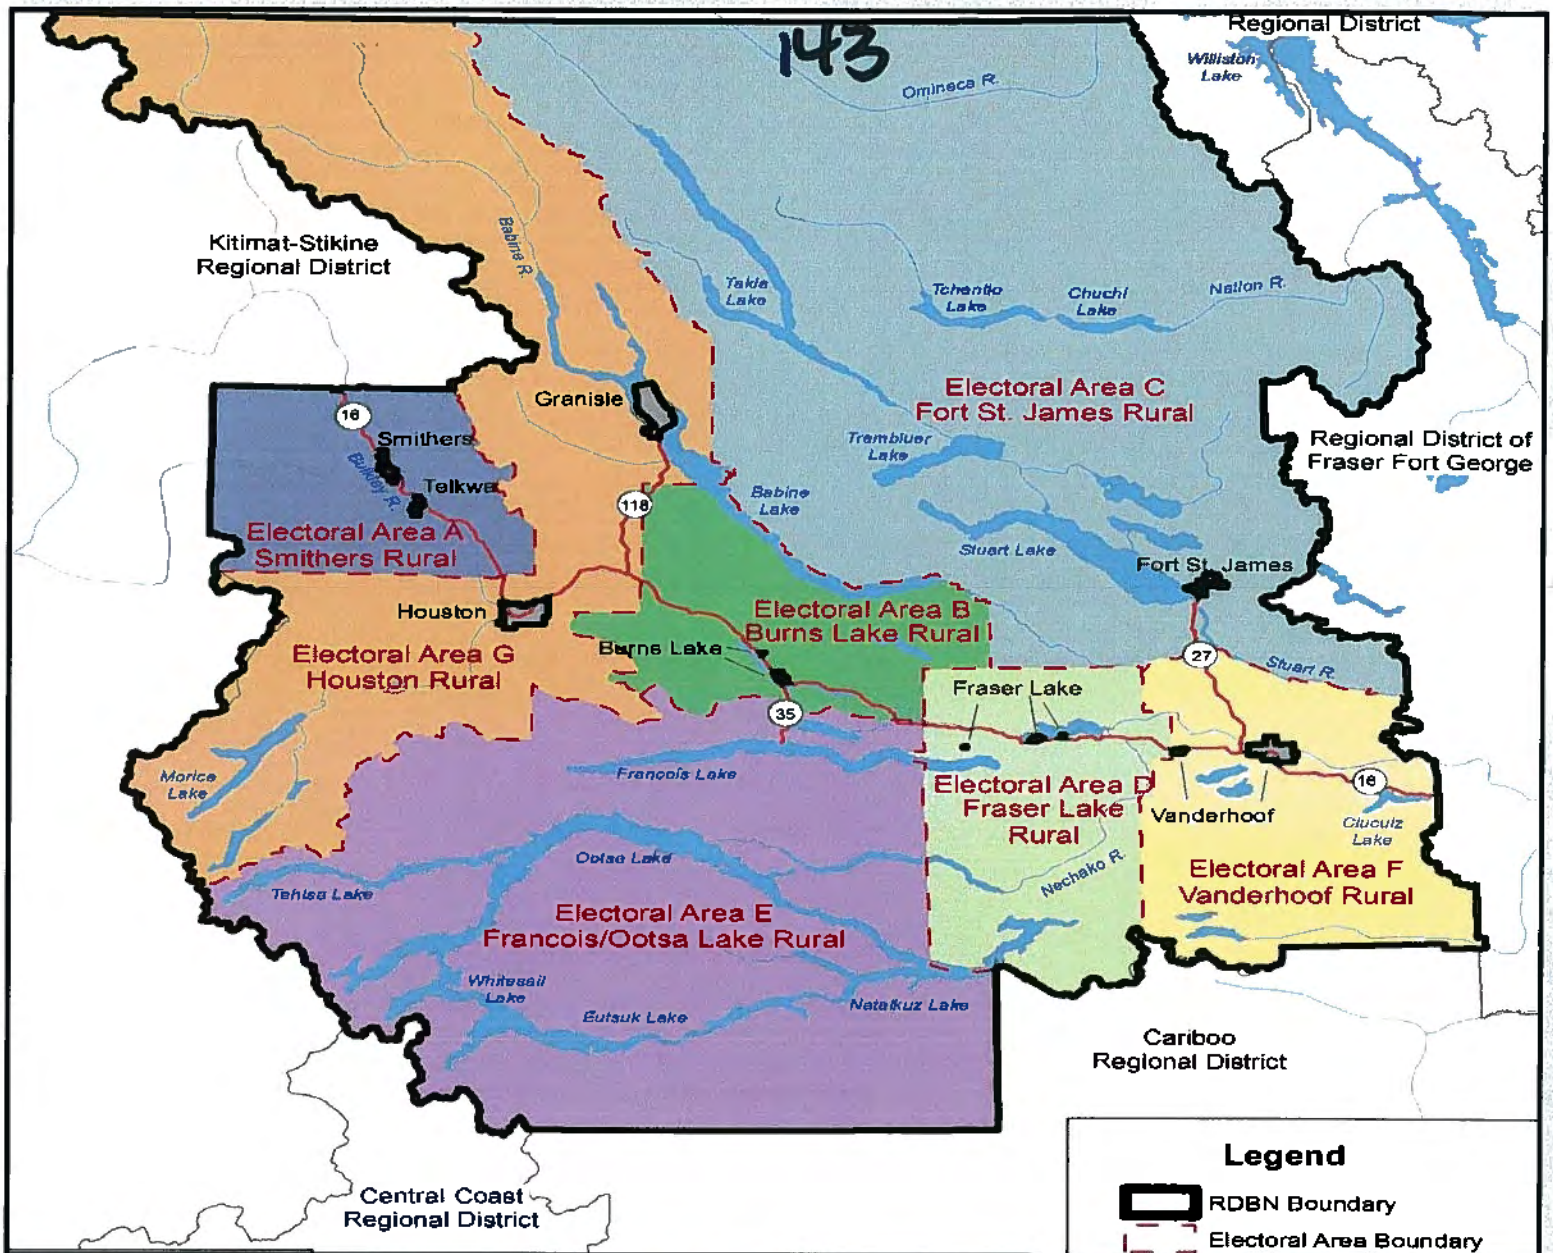 143
Regional District
Williston
Lake
Omineca R.
Kitimat-Stikine
Regional District
Babine R.
Takla
Lake
Tchentlo
Lake
Chuchi
Lake
Nation R.
Granisle
Electoral Area C
Fort St. James Rural
16
Smithers
Bulkley R.
Telkwa
Trembluer
Lake
Regional District of
Fraser Fort George
118
Babine
Lake
Electoral Area A
Smithers Rural
Stuart Lake
Fort St. James
Houston
Electoral Area B
Burns Lake Rural
Burns Lake
Electoral Area G
Houston Rural
27
Stuart R.
Fraser Lake
35
Morice
Lake
Francois Lake
Electoral Area D
Fraser Lake
Rural
16
Vanderhoof
Cluculz
Lake
Ootsa Lake
Tahtsa Lake
Nechako R.
Electoral Area F
Vanderhoof Rural
Electoral Area E
Francois/Ootsa Lake Rural
Whitesail
Lake
Eutsuk Lake
Natalkuz Lake
Cariboo
Regional District
Central Coast
Regional District
Legend
RDBN Boundary
Electoral Area Boundary